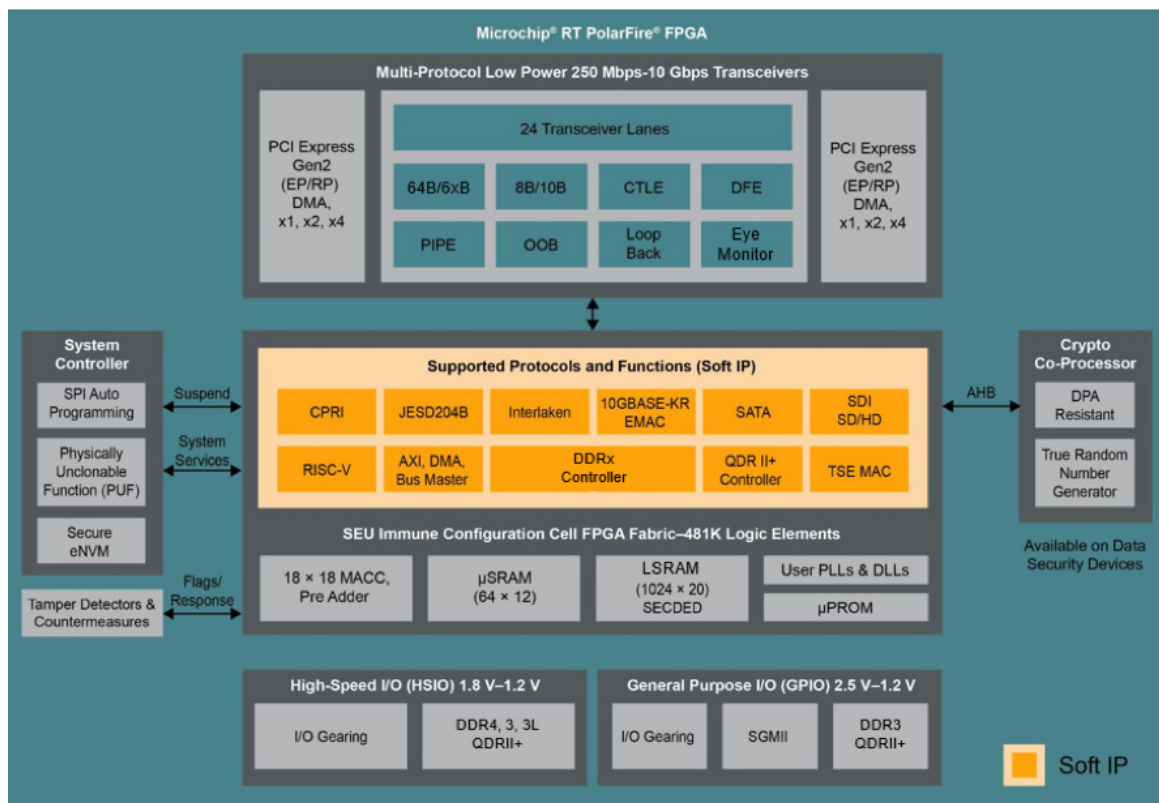 Microchip® RT PolarFire® FPGA
Multi-Protocol Low Power 250 Mbps-10 Gbps Transceivers
PCI Express
Gen2
(EP/RP)
DMA,
x1, x2, x4
24 Transceiver Lanes
64B/6xB
8B/10B
CTLE
DFE
PIPE
OOB
Loop
Back
Eye
Monitor
PCI Express
Gen2
(EP/RP)
DMA,
x1, x2, x4
System
Controller
SPI Auto
Programming
Physically
Unclonable
Function (PUF)
Secure
eNVM
Tamper Detectors &
Countermeasures
Suspend
System
Services
Flags/
Response
Supported Protocols and Functions (Soft IP)
CPRI
JESD204B
Interlaken
10GBASE-KR
EMAC
SATA
SDI
SD/HD
RISC-V
AXI, DMA,
Bus Master
DDRx
Controller
QDR II+
Controller
TSE MAC
SEU Immune Configuration Cell FPGA Fabric–481K Logic Elements
18 × 18 MACC,
Pre Adder
µSRAM
(64 × 12)
LSRAM
(1024 × 20)
SECDED
User PLLs & DLLs
µPROM
AHB
Crypto
Co-Processor
DPA
Resistant
True Random
Number
Generator
Available on Data
Security Devices
High-Speed I/O (HSIO) 1.8 V–1.2 V
I/O Gearing
DDR4, 3, 3L
QDRII+
General Purpose I/O (GPIO) 2.5 V–1.2 V
I/O Gearing
SGMII
DDR3
QDRII+
Soft IP